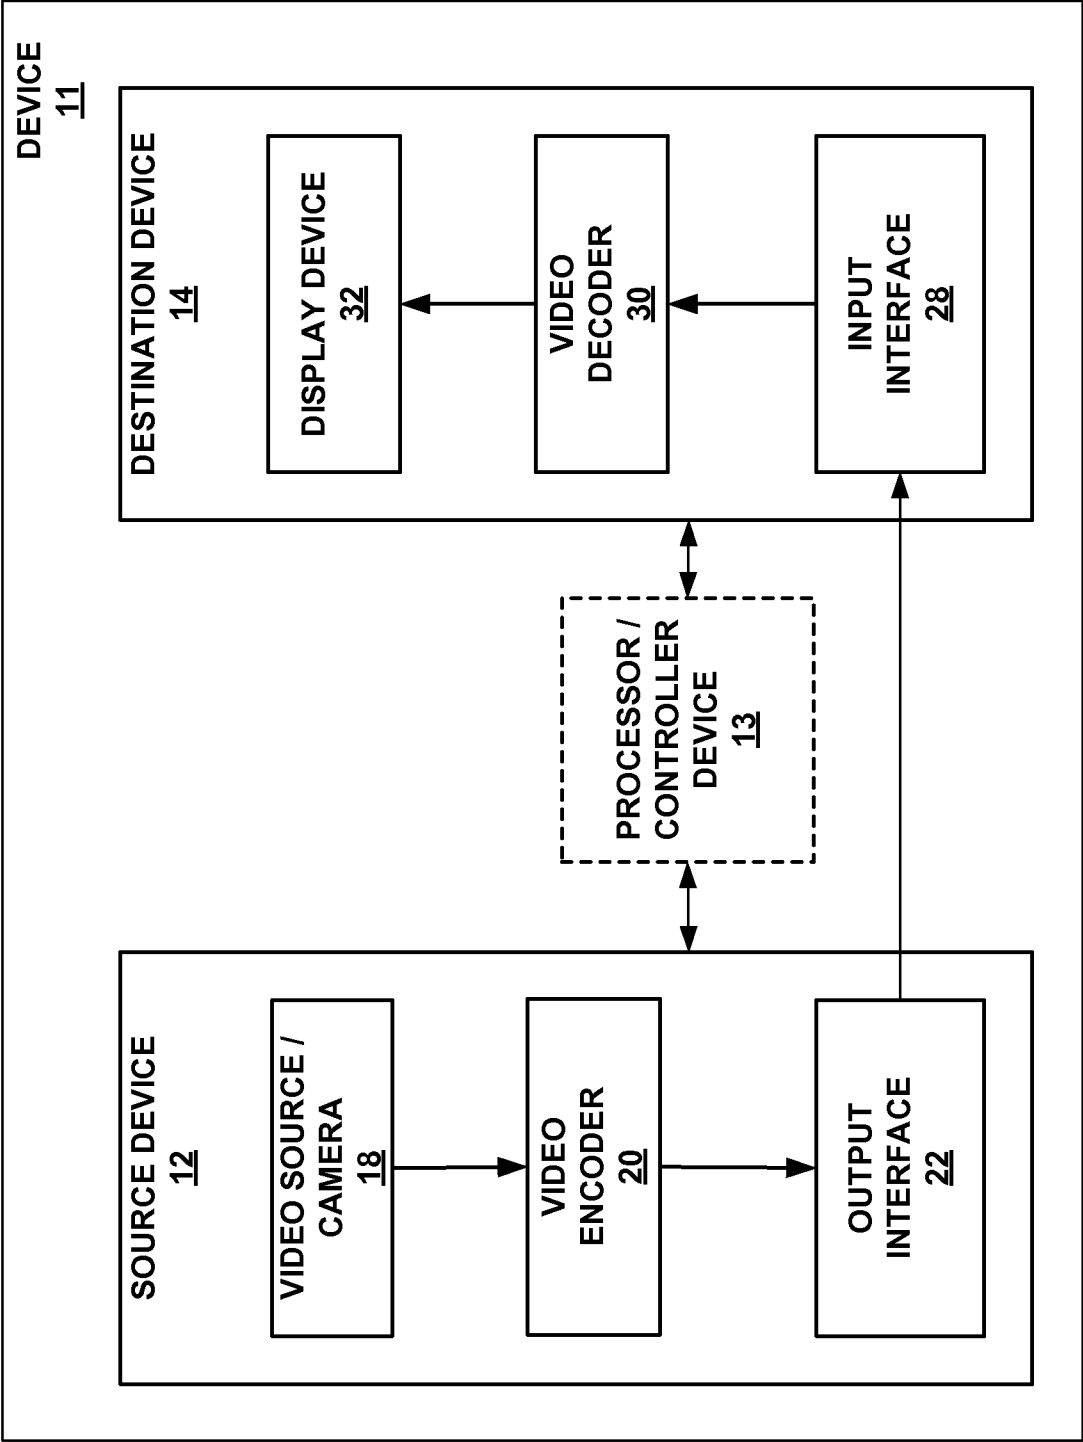 DEVICE
11
SOURCE DEVICE
12
VIDEO SOURCE /
CAMERA
18
VIDEO
ENCODER
20
OUTPUT
INTERFACE
22
PROCESSOR /
CONTROLLER
DEVICE
13
DESTINATION DEVICE
14
DISPLAY DEVICE
32
VIDEO
DECODER
30
INPUT
INTERFACE
28